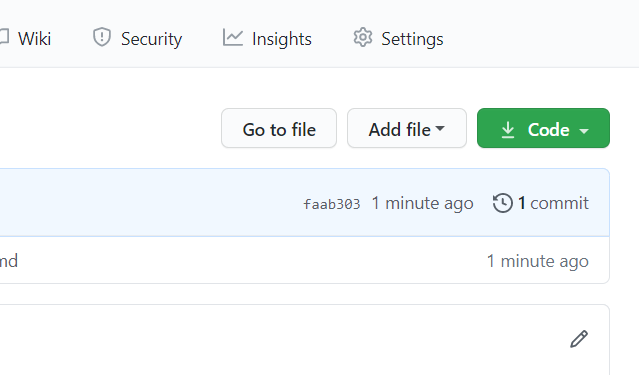 Wiki Security Insights Settings
Go to file Add file Code
faab303 1 minute ago 1 commit
md 1 minute ago